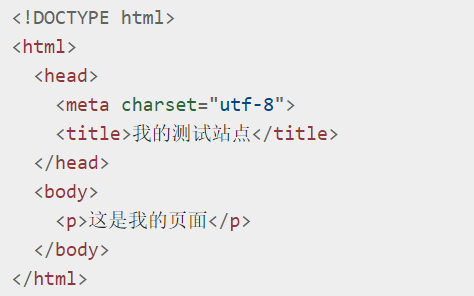 <!DOCTYPE html>
<html>
  <head>
    <meta charset="utf-8">
    <title>我的测试站点</title>
  </head>
  <body>
    <p>这是我的页面</p>
  </body>
</html>